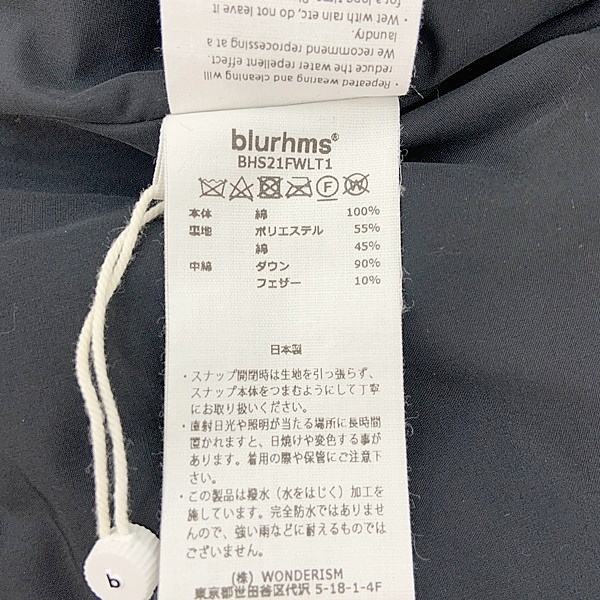 for a long time. Pl
leave it
・Wet with rain etc, do not leave it
laundry.
We recommend reprocessing at a
reduce the water repellent effect.
・Repeated wearing and cleaning will
blurhms®
BHS21FWLT1
本体 綿 100%
裏地 ポリエステル 55%
綿 45%
中綿 ダウン 90%
フェザー 10%
日本製
・スナップ開閉時は生地を引っ張らず、
スナップ本体をつまむようにして丁寧
にお取り扱いください。
・直射日光や照明が当たる場所に長時間
置かれますと、日焼けや変色する事が
あります。着用の際や保管にご注意下
さい。
・この製品は撥水（水をはじく）加工を
施しています。完全防水ではありませ
んので、強い雨などに耐えるものでは
ございません。
(株) WONDERISM
東京都世田谷区代沢 5-18-1-4F
b